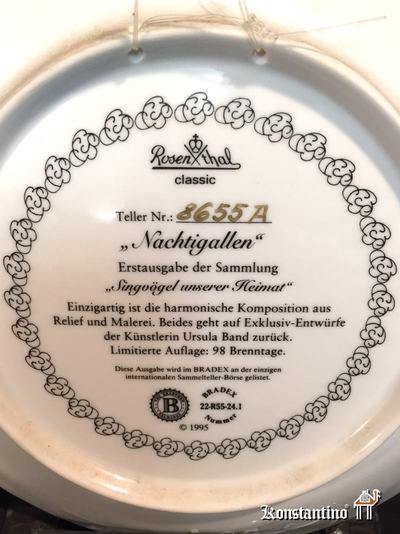 Rosenthal
classic
Teller Nr.: 8655 A
„Nachtigallen“
Erstausgabe der Sammlung
„Singvögel unserer Heimat“
Einzigartig ist die harmonische Komposition aus
Relief und Malerei. Beides geht auf Exklusiv-Entwürfe
der Künstlerin Ursula Band zurück.
Limitierte Auflage: 98 Brenntage.
Diese Ausgabe wird im BRADEX an der einzigen
internationalen Sammelteller-Börse gelistet.
B
BRADEX
22-R55-24.1
Nummer
© 1995
Konstantino